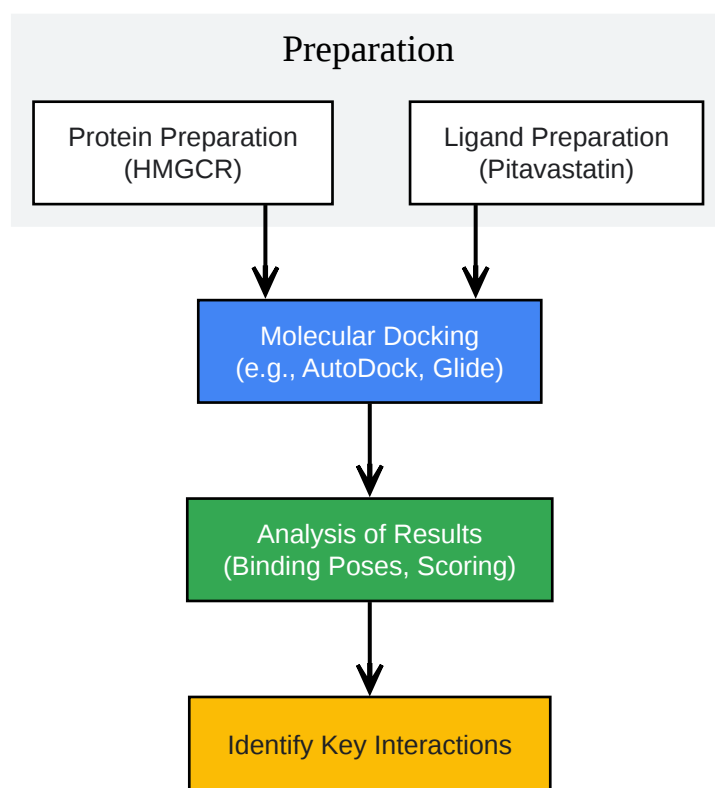 Preparation
Protein Preparation
(HMGCR)
Ligand Preparation
(Pitavastatin)
Molecular Docking
(e.g., AutoDock, Glide)
Analysis of Results
(Binding Poses, Scoring)
Identify Key Interactions